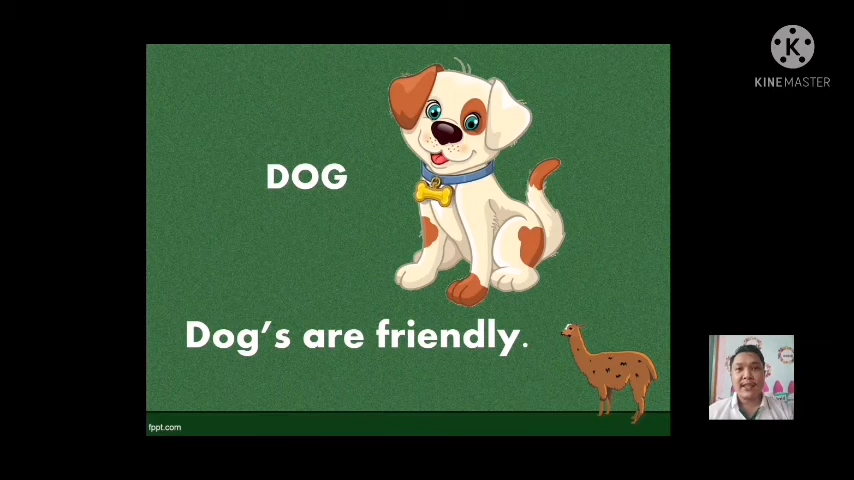 K
KINEMASTER
DOG
Dog's are friendly.
fppt.com